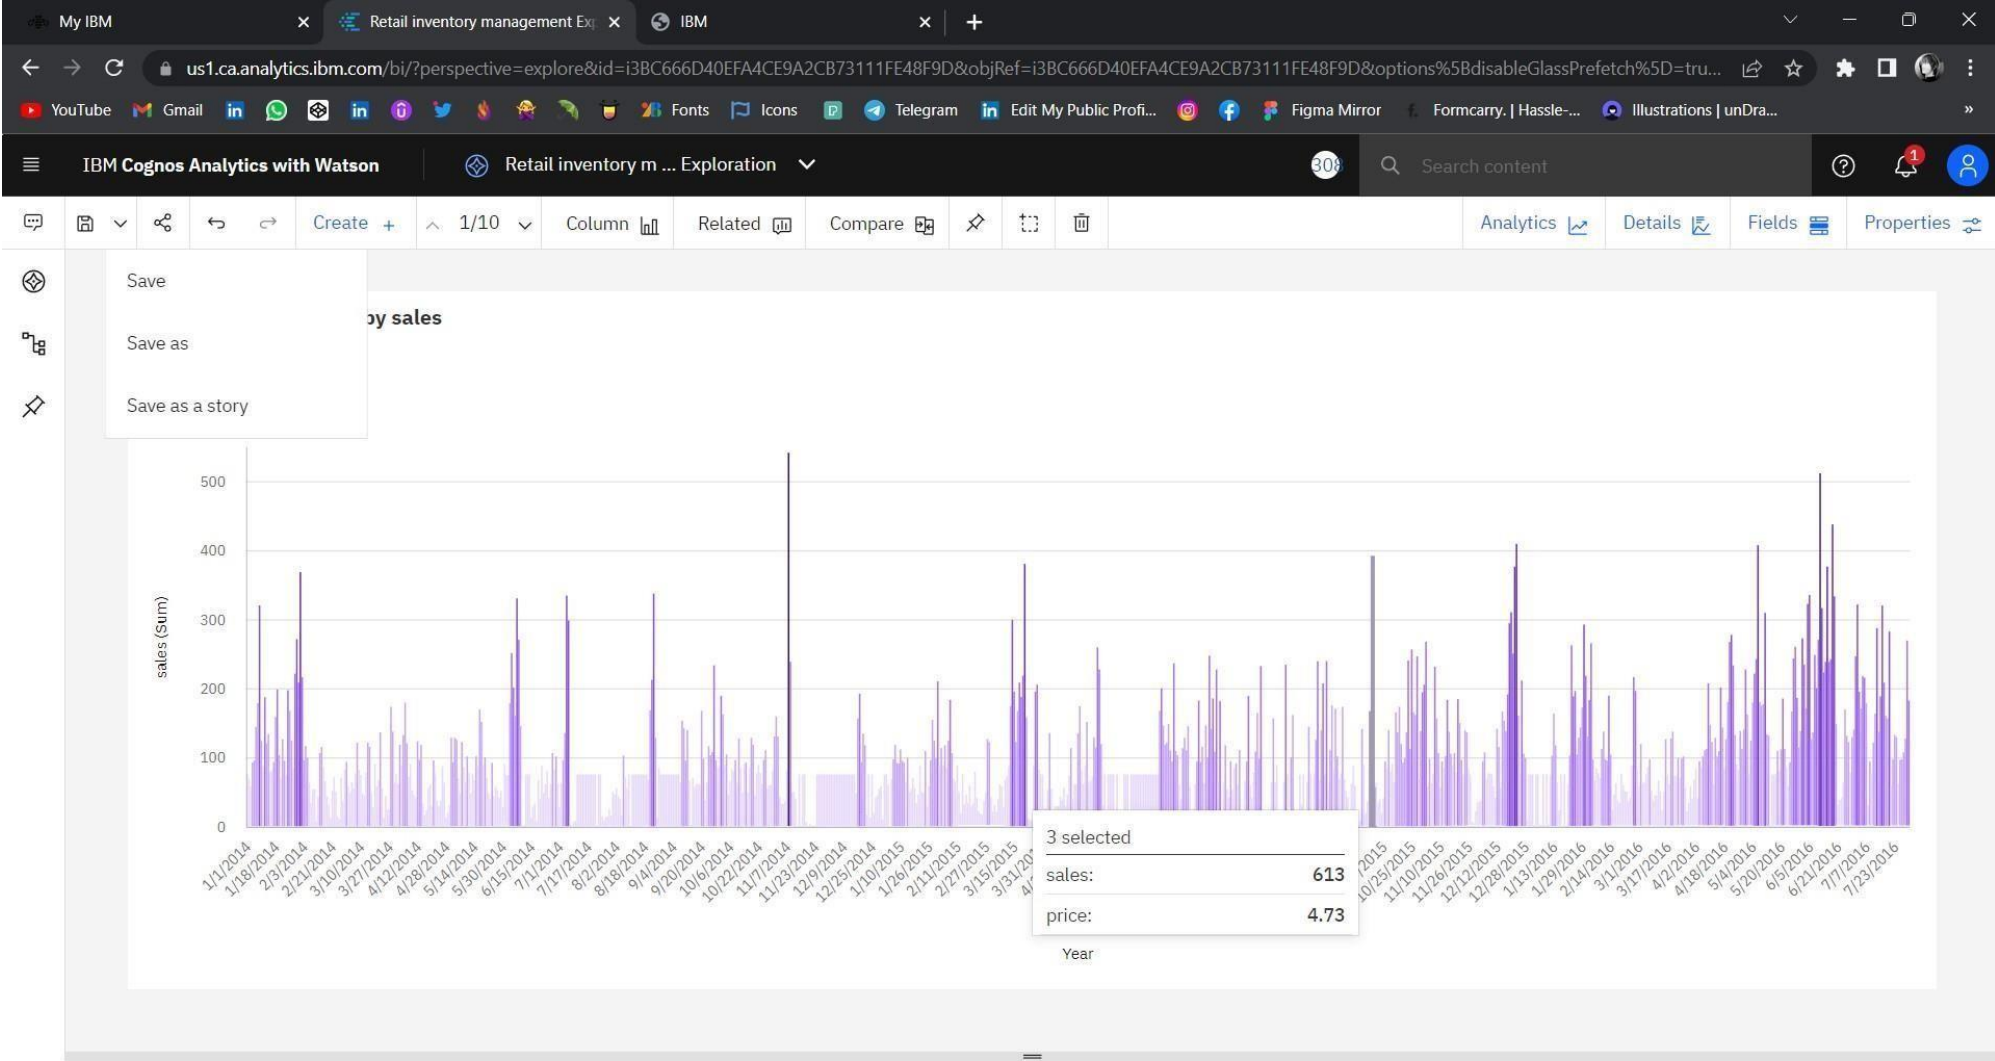 My IBM
Retail inventory management Ex
IBM
us1.ca.analytics.ibm.com/bi/?perspective=explore&id=i3BC666D40EFA4CE9A2CB73111FE48F9D&objRef=i3BC666D40EFA4CE9A2CB73111FE48F9D&options%5BdisableGlassPrefetch%5D=tru...
YouTube Gmail Fonts Icons Telegram Edit My Public Profi... Figma Mirror Formcarry. | Hassle-... Illustrations | unDra... »
IBM Cognos Analytics with Watson
Retail inventory m ... Exploration
308
Search content
1
Create + 1/10 Column Related Compare Analytics Details Fields Properties
Save
Save as
Save as a story
by sales
500
400
300
200
100
0
sales (Sum)
1/1/2014 1/18/2014 2/3/2014 2/21/2014 3/10/2014 3/27/2014 4/12/2014 4/28/2014 5/14/2014 5/30/2014 6/15/2014 7/1/2014 7/17/2014 8/2/2014 8/18/2014 9/4/2014 9/20/2014 10/6/2014 10/22/2014 11/7/2014 11/23/2014 12/9/2014 12/25/2014 1/10/2015 1/26/2015 2/11/2015 2/27/2015 3/15/2015 10/25/2015 11/10/2015 11/26/2015 12/12/2015 12/28/2015 1/13/2016 1/29/2016 2/14/2016 3/1/2016 3/17/2016 4/2/2016 4/18/2016 5/4/2016 5/20/2016 6/5/2016 6/21/2016 7/7/2016 7/23/2016
3 selected
sales: 613
price: 4.73
Year